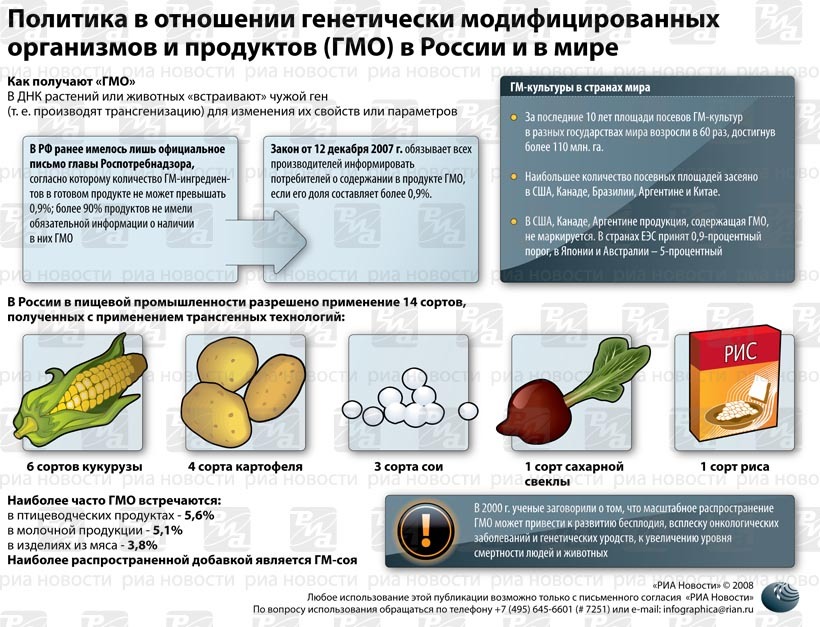 Политика в отношении генетически модифицированных
организмов и продуктов (ГМО) в России и в мире
Как получают «ГМО»
В ДНК растений или животных «встраивают» чужой ген
(т. е. производят трансгенизацию) для изменения их свойств или параметров
В РФ ранее имелось лишь официальное
письмо главы Роспотребнадзора,
согласно которому количество ГМ-ингредиен-
тов в готовом продукте не может превышать
0,9%; более 90% продуктов не имели
обязательной информации о наличии
в них ГМО
Закон от 12 декабря 2007 г. обязывает всех
производителей информировать
потребителей о содержании в продукте ГМО,
если его доля составляет более 0,9%.
ГМ-культуры в странах мира
За последние 10 лет площади посевов ГМ-культур
в разных государствах мира возросли в 60 раз, достигнув
более 110 млн. га.
Наибольшее количество посевных площадей засеяно
в США, Канаде, Бразилии, Аргентине и Китае.
В США, Канаде, Аргентине продукция, содержащая ГМО,
не маркируется. В странах ЕЭС принят 0,9-процентный
порог, в Японии и Австралии – 5-процентный
В России в пищевой промышленности разрешено применение 14 сортов,
полученных с применением трансгенных технологий:
РИС
6 сортов кукурузы
4 сорта картофеля
3 сорта сои
1 сорт сахарной
свеклы
1 сорт риса
Наиболее часто ГМО встречаются:
в птицеводческих продуктах - 5,6%
в молочной продукции - 5,1%
в изделиях из мяса - 3,8%
Наиболее распространенной добавкой является ГМ-соя
В 2000 г. ученые заговорили о том, что масштабное распространение
ГМО может привести к развитию бесплодия, всплеску онкологических
заболеваний и генетических уродств, к увеличению уровня
смертности людей и животных
«РИА Новости» © 2008
Любое использование этой публикации возможно только с письменного согласия «РИА Новости»
По вопросу использования обращаться по телефону +7 (495) 645-6601 (# 7251) или e-mail: infographica@rian.ru